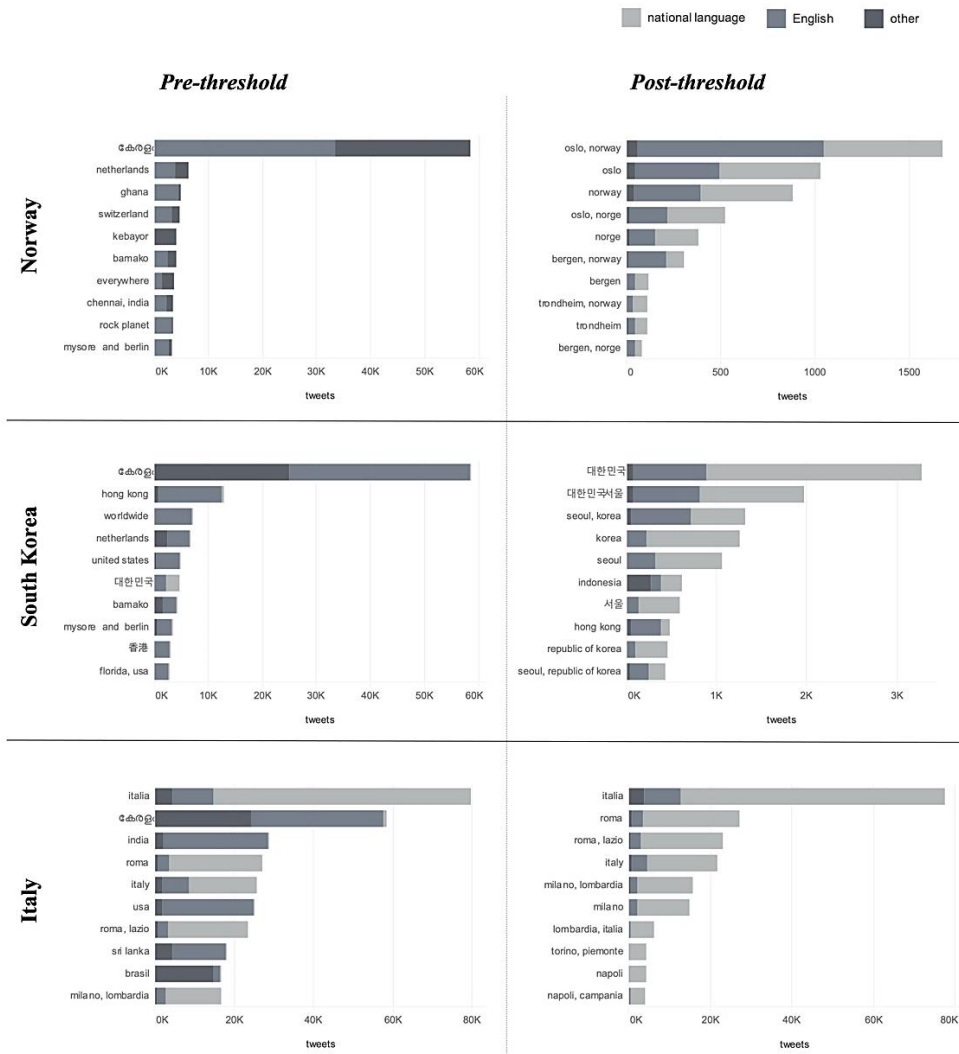 national language
English
other
Pre-threshold
Post-threshold
Norway
കേരള
netherlands
ghana
switzerland
kebayor
bamako
everywhere
chennai, india
rock planet
mysore and berlin
0K 10K 20K 30K 40K 50K 60K
tweets
oslo, norway
oslo
norway
oslo, norge
norge
bergen, norway
bergen
trondheim, norway
trondheim
bergen, norge
0 500 1000 1500
tweets
South Korea
കേരള
hong kong
worldwide
netherlands
united states
대한민국
bamako
mysore and berlin
香港
florida, usa
0K 10K 20K 30K 40K 50K 60K
tweets
대한민국
대한민국서울
seoul, korea
korea
seoul
indonesia
서울
hong kong
republic of korea
seoul, republic of korea
0K 1K 2K 3K
tweets
Italy
italia
കേരള
india
roma
italy
usa
roma, lazio
sri lanka
brasil
milano, lombardia
0K 20K 40K 60K 80K
tweets
italia
roma
roma, lazio
italy
milano, lombardia
milano
lombardia, italia
torino, piemonte
napoli
napoli, campania
0K 20K 40K 60K 80K
tweets